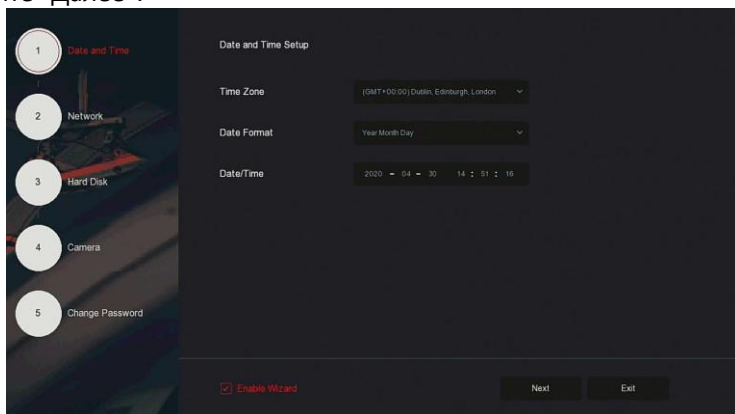 "Далее".
1
Date and Time
2
Network
3
Hard Disk
4
Camera
5
Change Password
Date and Time Setup
Time Zone (GMT+00:00) Dublin, Edinburgh, London
Date Format Year Month Day
Date/Time 2020 - 04 - 30 14 : 51 : 16
Enable Wizard
Next Exit